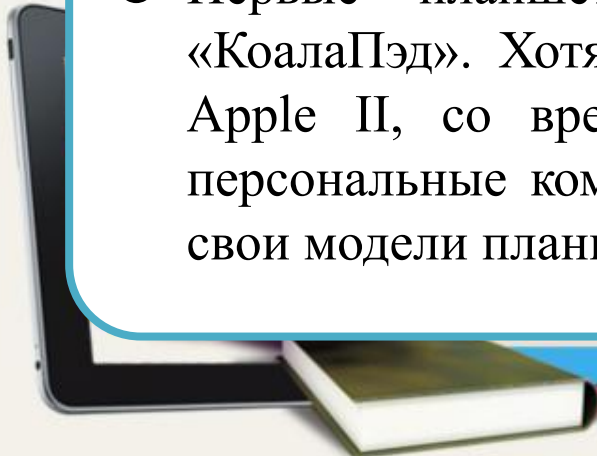 «КоалаПэд». Хотя
Apple II, со вре
персональные ком
свои модели план